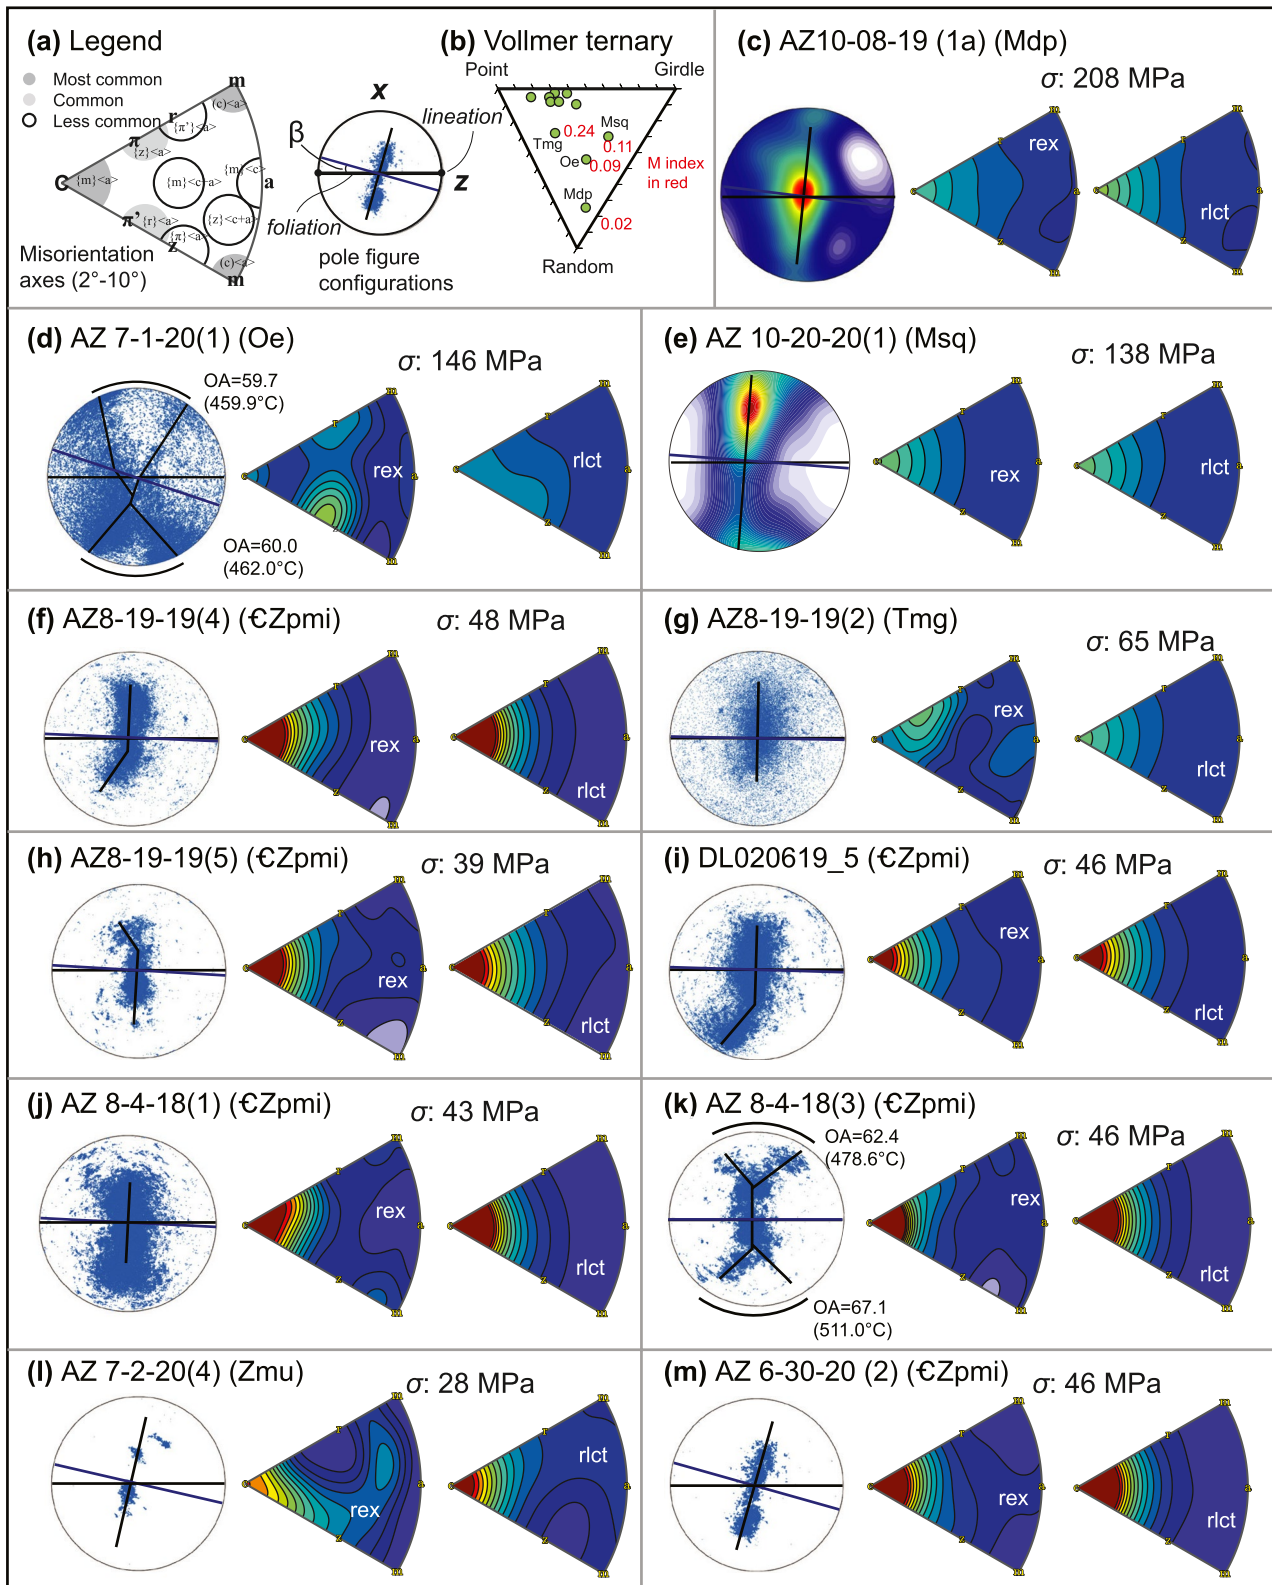 (a) Legend
Most common
Common
Less common
m
(c)<a>
r
{π'}<a>
π
{z}<a>
{m}<c>
c
{m}<a>
{m}<c+a>
a
π'
{r}<a>
{z}<c+a>
{π}<a>
z
(c)<a>
m
Misorientation
axes (2°-10°)
x
β
lineation
z
foliation
pole figure
configurations
(b) Vollmer ternary
Point
Girdle
Msq
0.24
Tmg
0.11
Oe
0.09
M index
in red
Mdp
0.02
Random
(c) AZ10-08-19 (1a) (Mdp)
σ: 208 MPa
m
r
rex
c
a
z
m
m
r
rlct
c
a
z
m
(d) AZ 7-1-20(1) (Oe)
σ: 146 MPa
OA=59.7
(459.9°C)
OA=60.0
(462.0°C)
m
r
rex
c
a
z
m
m
r
rlct
c
a
z
m
(e) AZ 10-20-20(1) (Msq)
σ: 138 MPa
m
r
c
a
rex
z
m
m
r
c
a
rlct
z
m
(f) AZ8-19-19(4) (ЄZpmi)
σ: 48 MPa
m
r
c
a
rex
z
m
m
r
c
a
rlct
z
m
(g) AZ8-19-19(2) (Tmg)
σ: 65 MPa
m
r
rex
c
a
z
m
m
r
c
a
rlct
z
m
(h) AZ8-19-19(5) (ЄZpmi)
σ: 39 MPa
m
r
c
a
rex
z
m
m
r
c
a
rlct
z
m
(i) DL020619_5 (ЄZpmi)
σ: 46 MPa
m
r
rex
c
a
z
m
m
r
c
a
rlct
z
m
(j) AZ 8-4-18(1) (ЄZpmi)
σ: 43 MPa
m
r
rex
c
a
z
m
m
r
c
a
rlct
z
m
(k) AZ 8-4-18(3) (ЄZpmi)
σ: 46 MPa
OA=62.4
(478.6°C)
OA=67.1
(511.0°C)
m
r
rex
c
a
z
m
m
r
c
a
rlct
z
m
(l) AZ 7-2-20(4) (Zmu)
σ: 28 MPa
m
r
c
a
rex
z
m
m
r
rlct
c
a
z
m
(m) AZ 6-30-20 (2) (ЄZpmi)
σ: 46 MPa
m
r
c
a
rex
z
m
m
r
c
a
rlct
z
m